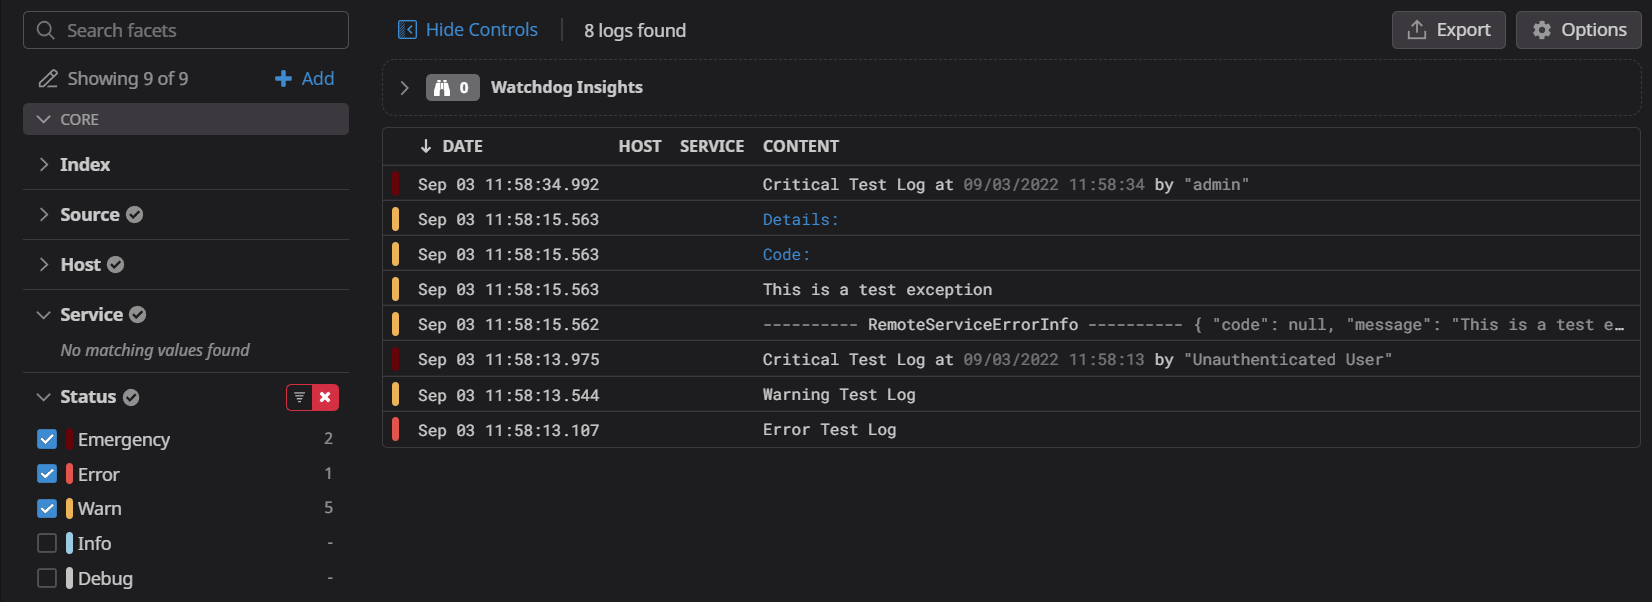 Search facets
Hide Controls
8 logs found
Export
Options
Showing 9 of 9
Add
0 Watchdog Insights
CORE
Index
Source
Host
Service
No matching values found
Status
Emergency 2
Error 1
Warn 5
Info -
Debug -
DATE HOST SERVICE CONTENT
Sep 03 11:58:34.992 Critical Test Log at 09/03/2022 11:58:34 by "admin"
Sep 03 11:58:15.563 Details:
Sep 03 11:58:15.563 Code:
Sep 03 11:58:15.563 This is a test exception
Sep 03 11:58:15.562 ---------- RemoteServiceErrorInfo ---------- { "code": null, "message": "This is a test e…
Sep 03 11:58:13.975 Critical Test Log at 09/03/2022 11:58:13 by "Unauthenticated User"
Sep 03 11:58:13.544 Warning Test Log
Sep 03 11:58:13.107 Error Test Log